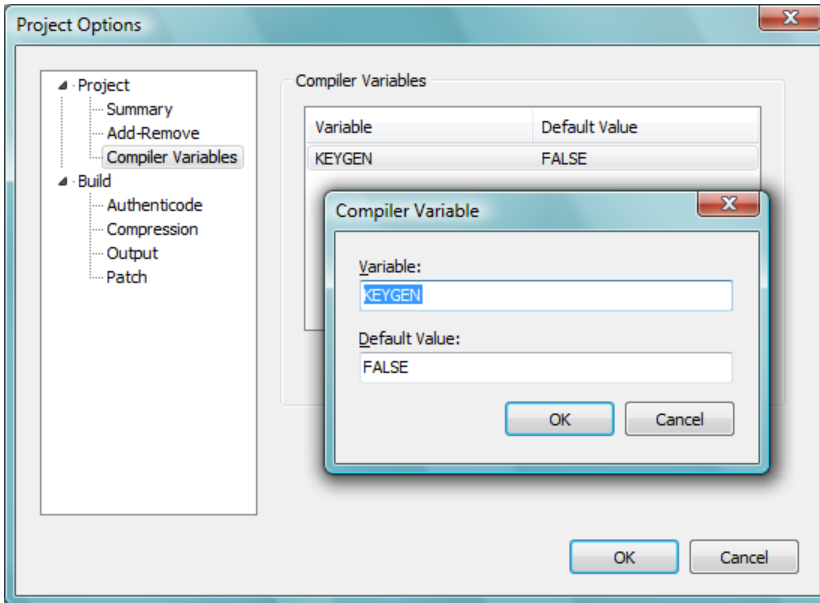 Project Options
Project
Summary
Add-Remove
Compiler Variables
Build
Authenticode
Compression
Output
Patch
Compiler Variables
Variable Default Value
KEYGEN FALSE
Compiler Variable
Variable:
KEYGEN
Default Value:
FALSE
OK Cancel
OK Cancel